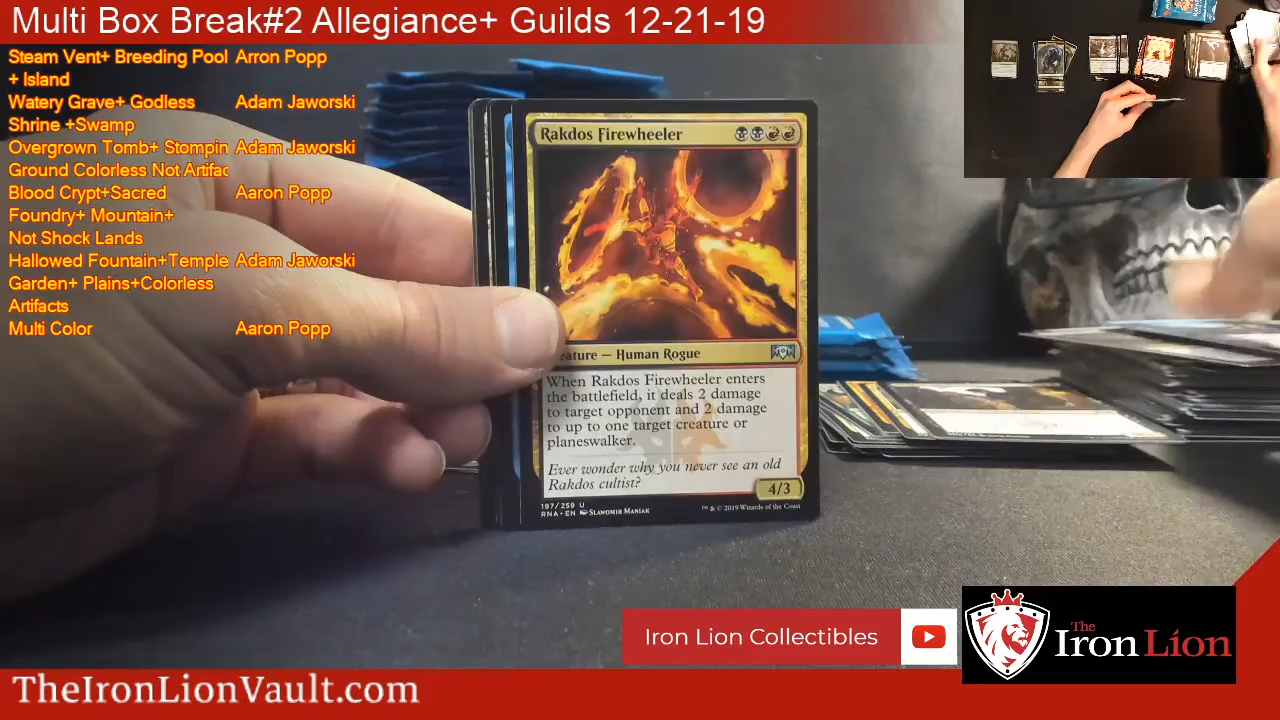 Multi Box Break#2 Allegiance+ Guilds 12-21-19
Steam Vent+ Breeding Pool Arron Popp
+ Island
Watery Grave+ Godless Adam Jaworski
Shrine +Swamp
Overgrown Tomb+ Stompin Adam Jaworski
Ground Colorless Not Artifac
Blood Crypt+Sacred Aaron Popp
Foundry+ Mountain+
Not Shock Lands
Hallowed Fountain+Temple Adam Jaworski
Garden+ Plains+Colorless
Artifacts
Multi Color Aaron Popp
Rakdos Firewheeler
eature — Human Rogue
When Rakdos Firewheeler enters
the battlefield, it deals 2 damage
to target opponent and 2 damage
to up to one target creature or
planeswalker.
Ever wonder why you never see an old
Rakdos cultist?
4/3
197/259 U
RNA • EN Slawomir Maniak
™ & © 2019 Wizards of the Coast
Iron Lion Collectibles
The
Iron Lion
TheIronLionVault.com